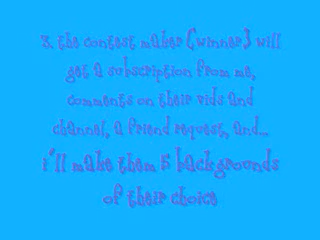 3. the contest maker (winner) will
get a subscription from me,
comments on their vids and
channel, a friend request, and...
i'll make them 5 backgrounds
of their choice